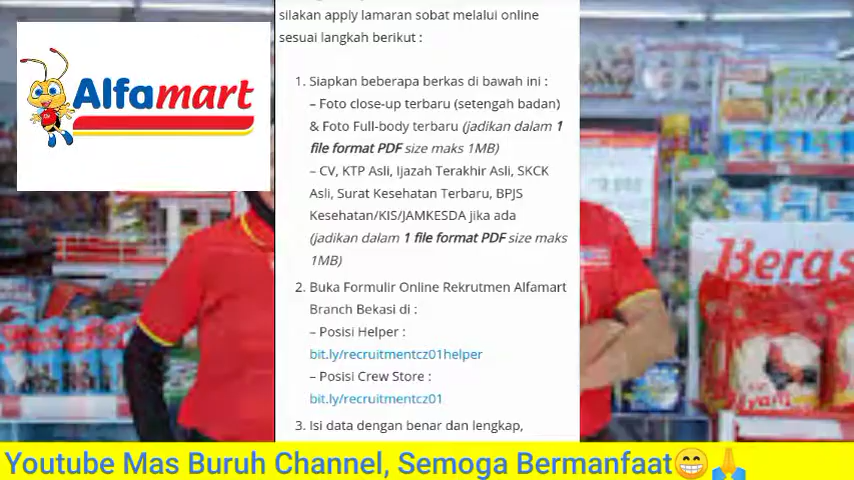 silakan apply lamaran sobat melalui online
sesuai langkah berikut :
Alfamart
1. Siapkan beberapa berkas di bawah ini :
– Foto close-up terbaru (setengah badan)
& Foto Full-body terbaru (jadikan dalam 1
file format PDF size maks 1MB)
– CV, KTP Asli, Ijazah Terakhir Asli, SKCK
Asli, Surat Kesehatan Terbaru, BPJS
Kesehatan/KIS/JAMKESDA jika ada
(jadikan dalam 1 file format PDF size maks
1MB)
2. Buka Formulir Online Rekrutmen Alfamart
Branch Bekasi di :
– Posisi Helper :
bit.ly/recruitmentcz01helper
– Posisi Crew Store :
bit.ly/recruitmentcz01
3. Isi data dengan benar dan lengkap,
Beras
Youtube Mas Buruh Channel, Semoga Bermanfaat😁🙏